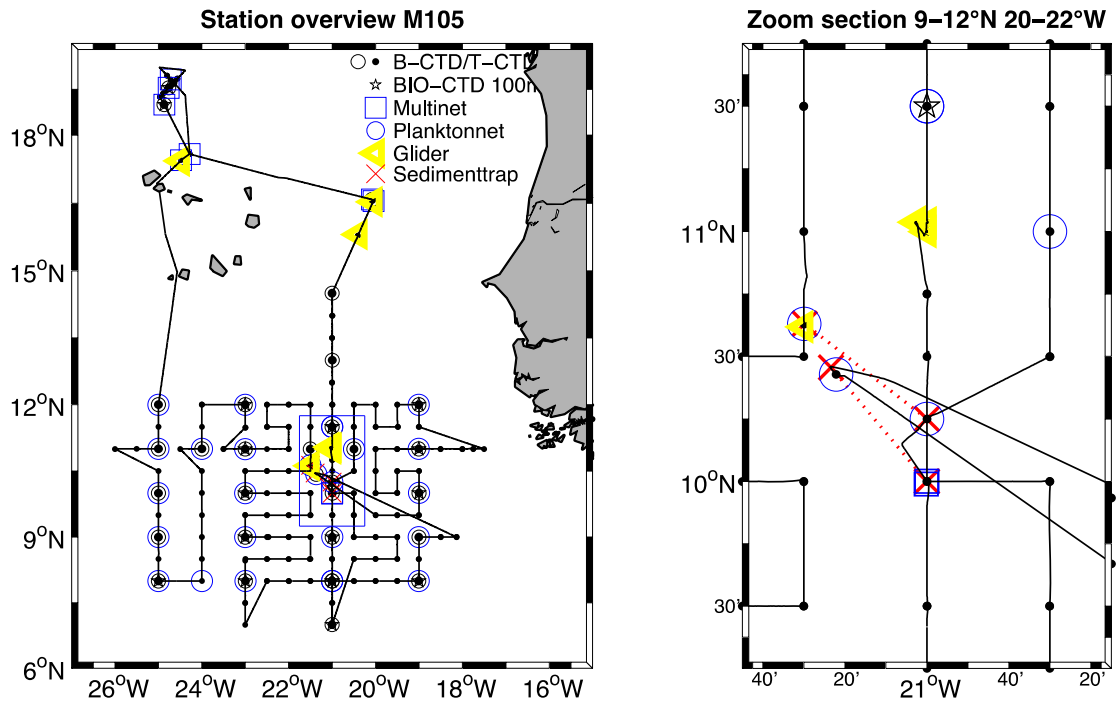 Station overview M105
B−CTD/T−CTD
BIO−CTD 100m
Multinet
Planktonnet
Glider
Sedimenttrap
18°N
15°N
12°N
9°N
6°N
26°W 24°W 22°W 20°W 18°W 16°W
Zoom section 9−12°N 20−22°W
30’
11°N
30’
10°N
30’
40’ 20’ 21°W 40’ 20’